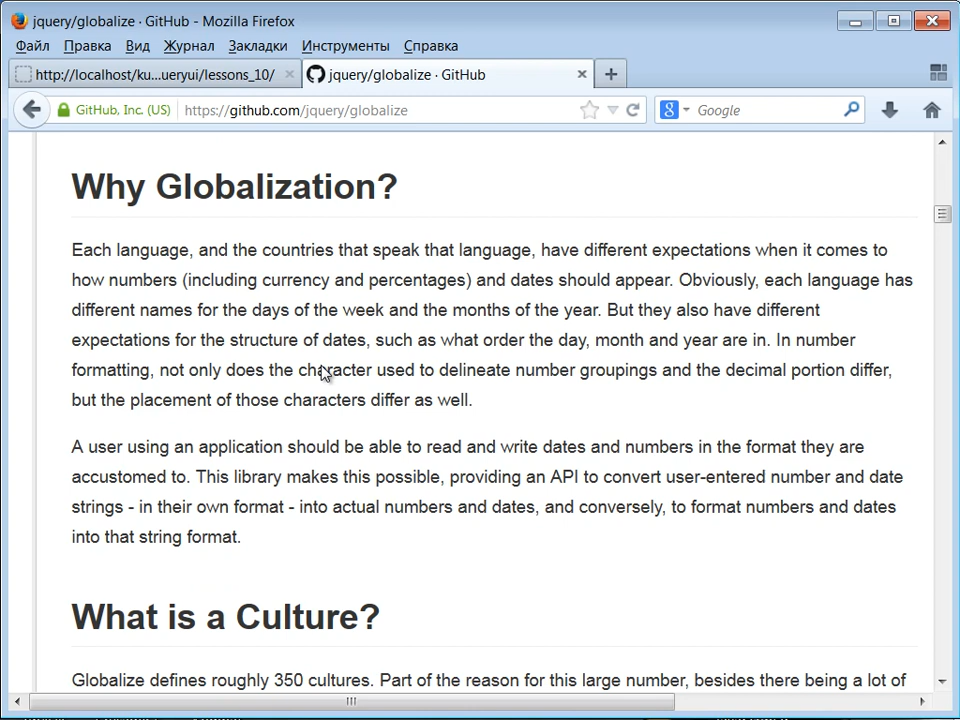 jquery/globalize · GitHub - Mozilla Firefox
Файл Правка Вид Журнал Закладки Инструменты Справка
http://localhost/ku...ueryui/lessons_10/
jquery/globalize · GitHub
GitHub, Inc. (US) https://github.com/jquery/globalize
Google
Why Globalization?
Each language, and the countries that speak that language, have different expectations when it comes to
how numbers (including currency and percentages) and dates should appear. Obviously, each language has
different names for the days of the week and the months of the year. But they also have different
expectations for the structure of dates, such as what order the day, month and year are in. In number
formatting, not only does the character used to delineate number groupings and the decimal portion differ,
but the placement of those characters differ as well.
A user using an application should be able to read and write dates and numbers in the format they are
accustomed to. This library makes this possible, providing an API to convert user-entered number and date
strings - in their own format - into actual numbers and dates, and conversely, to format numbers and dates
into that string format.
What is a Culture?
Globalize defines roughly 350 cultures. Part of the reason for this large number, besides there being a lot of